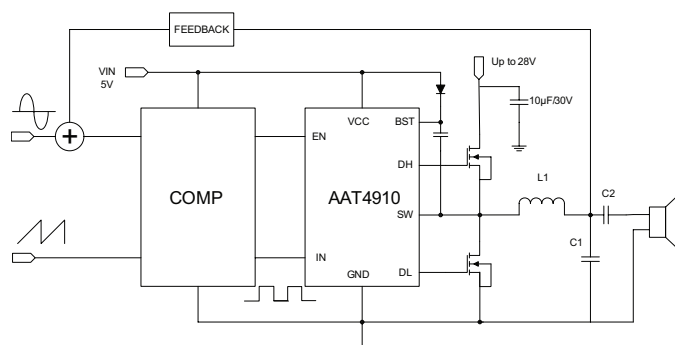 FEEDBACK
Up to 28V
VIN
5V
10µF/30V
VCC
BST
EN
DH
L1
COMP
AAT4910
C2
SW
C1
IN
DL
GND
+